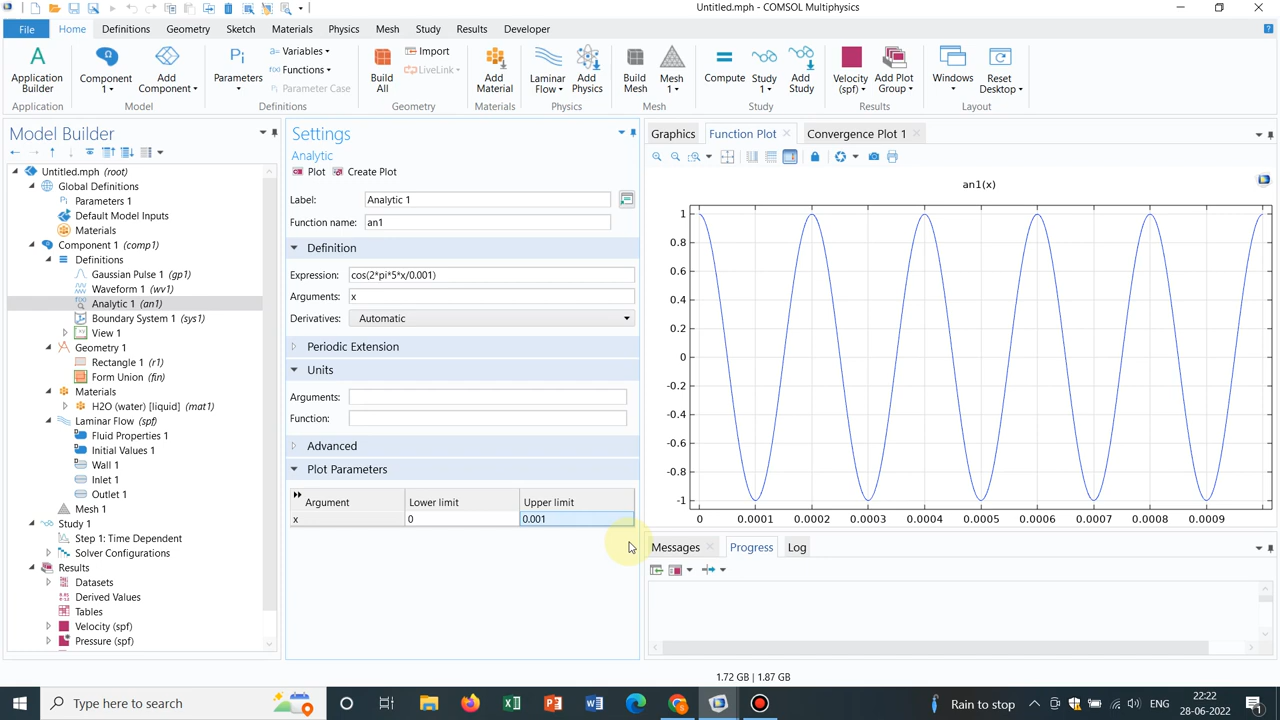 Untitled.mph - COMSOL Multiphysics
File Home Definitions Geometry Sketch Materials Physics Mesh Study Results Developer
Application Builder
Component 1
Add Component
Parameters
a= Variables
Functions
Parameter Case
Build All
Import
LiveLink
Add Material
Laminar Flow
Add Physics
Build Mesh
Mesh 1
Compute
Study 1
Add Study
Velocity (spf)
Add Plot Group
Windows
Reset Desktop
Application Model Definitions Geometry Materials Physics Mesh Study Results Layout
Model Builder
Untitled.mph (root)
Global Definitions
Pi Parameters 1
Default Model Inputs
Materials
Component 1 (comp1)
Definitions
Gaussian Pulse 1 (gp1)
Waveform 1 (wv1)
Analytic 1 (an1)
Boundary System 1 (sys1)
View 1
Geometry 1
Rectangle 1 (r1)
Form Union (fin)
Materials
H2O (water) [liquid] (mat1)
Laminar Flow (spf)
Fluid Properties 1
Initial Values 1
Wall 1
Inlet 1
Outlet 1
Mesh 1
Study 1
Step 1: Time Dependent
Solver Configurations
Results
Datasets
Derived Values
Tables
Velocity (spf)
Pressure (spf)
Settings
Analytic
Plot Create Plot
Label: Analytic 1
Function name: an1
Definition
Expression: cos(2*pi*5*x/0.001)
Arguments: x
Derivatives: Automatic
Periodic Extension
Units
Arguments:
Function:
Advanced
Plot Parameters
Argument Lower limit Upper limit
x 0 0.001
Graphics Function Plot Convergence Plot 1
an1(x)
1
0.8
0.6
0.4
0.2
0
-0.2
-0.4
-0.6
-0.8
-1
0 0.0001 0.0002 0.0003 0.0004 0.0005 0.0006 0.0007 0.0008 0.0009
Messages Progress Log
1.72 GB | 1.87 GB
Type here to search
Rain to stop
ENG
22:22
28-06-2022